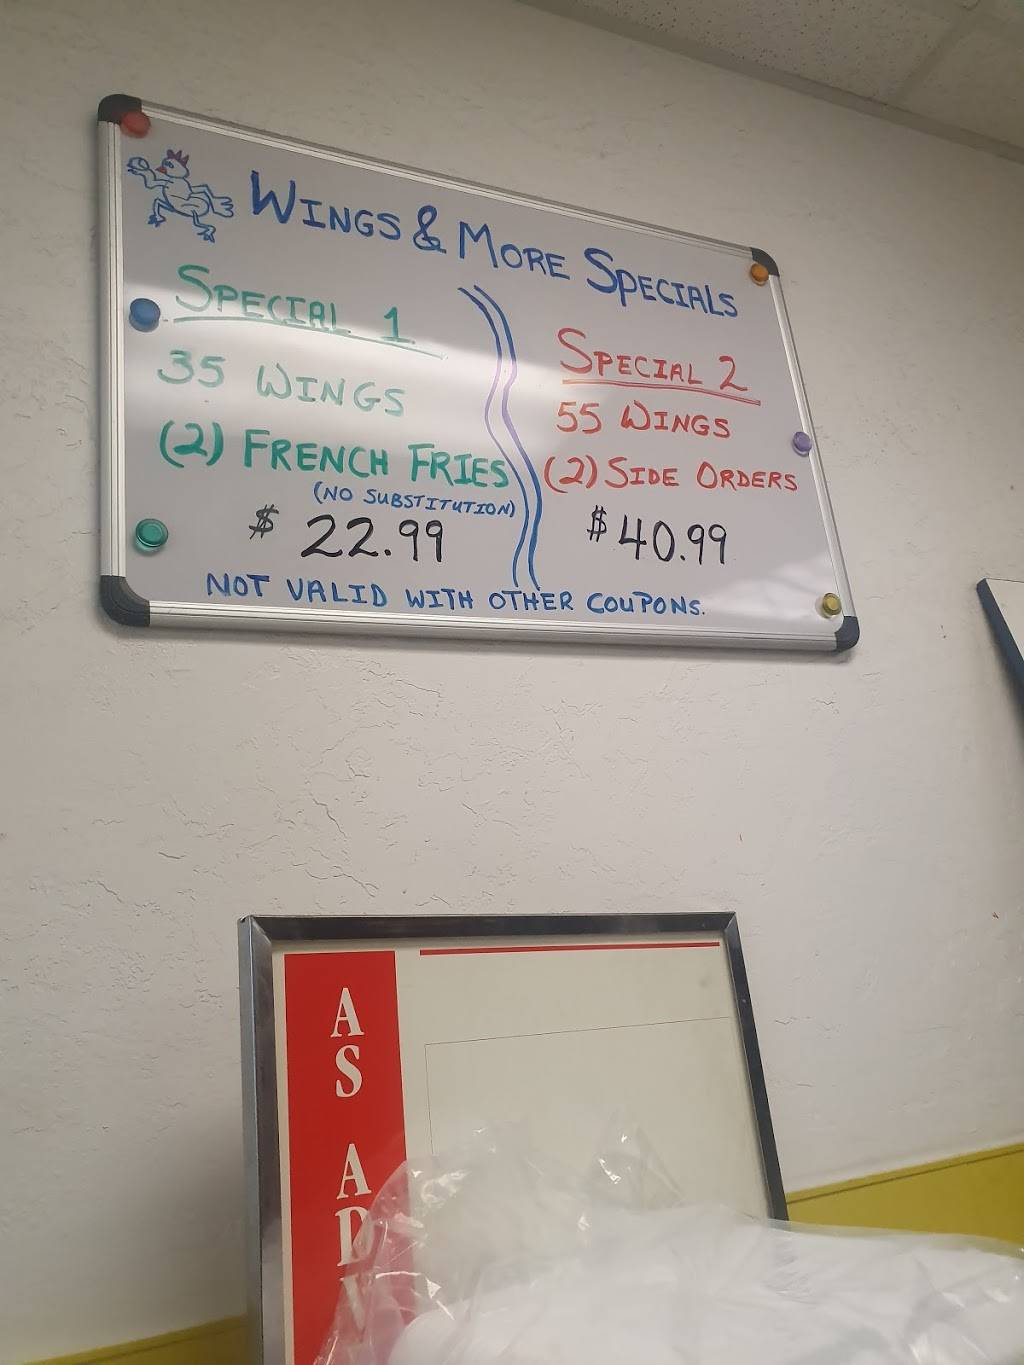 WINGS & MORE SPECIALS
SPECIAL 1
35 WINGS
(2) FRENCH FRIES
(NO SUBSTITUTION)
$ 22.99
SPECIAL 2
55 WINGS
(2) SIDE ORDERS
$ 40.99
NOT VALID WITH OTHER COUPONS.
AS AD